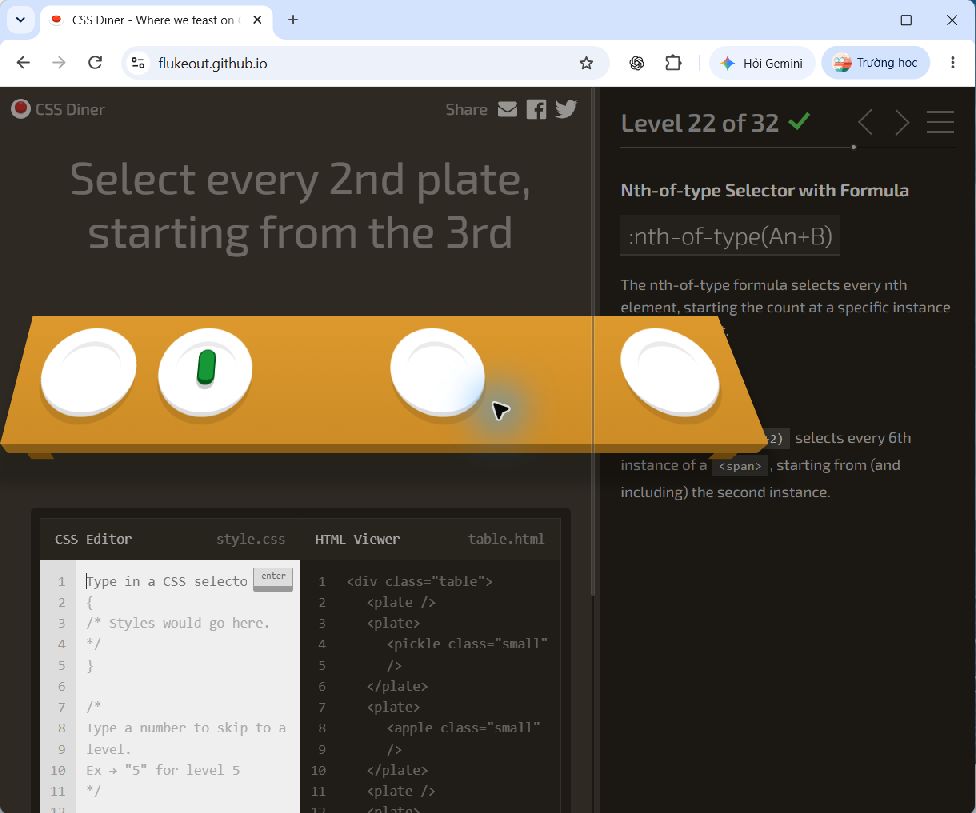 CSS Diner - Where we feast on
flukeout.github.io
Hỏi Gemini
Trường học
CSS Diner
Share
Select every 2nd plate,
starting from the 3rd
Level 22 of 32
Nth-of-type Selector with Formula
:nth-of-type(An+B)
The nth-of-type formula selects every nth
element, starting the count at a specific instance
2) selects every 6th
instance of a <span>, starting from (and
including) the second instance.
CSS Editor
style.css
1 Type in a CSS selecto
enter
2 {
3 /* Styles would go here.
4 */
5 }
6
7 /*
8 Type a number to skip to a
9 level.
10 Ex → "5" for level 5
11 */
12
HTML Viewer
table.html
1 <div class="table">
2 <plate />
3 <plate>
4 <pickle class="small"
5 />
6 </plate>
7 <plate>
8 <apple class="small"
9 />
10 </plate>
11 <plate />
12 <plate>